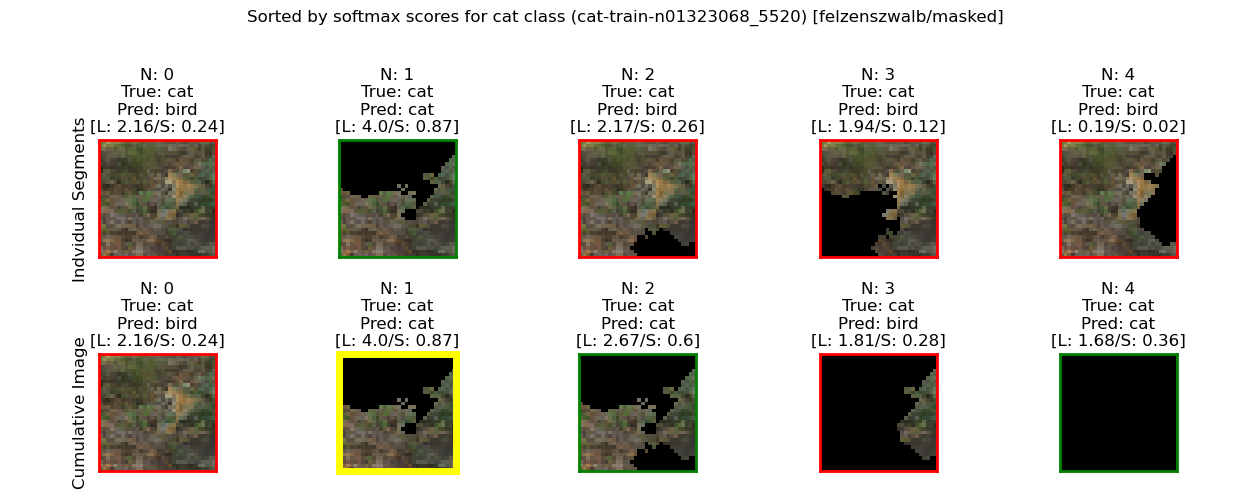 Sorted by softmax scores for cat class (cat-train-n01323068_5520) [felzenszwalb/masked]
Indvidual Segments
N: 0
True: cat
Pred: bird
[L: 2.16/S: 0.24]
N: 1
True: cat
Pred: cat
[L: 4.0/S: 0.87]
N: 2
True: cat
Pred: bird
[L: 2.17/S: 0.26]
N: 3
True: cat
Pred: bird
[L: 1.94/S: 0.12]
N: 4
True: cat
Pred: bird
[L: 0.19/S: 0.02]
Cumulative Image
N: 0
True: cat
Pred: bird
[L: 2.16/S: 0.24]
N: 1
True: cat
Pred: cat
[L: 4.0/S: 0.87]
N: 2
True: cat
Pred: cat
[L: 2.67/S: 0.6]
N: 3
True: cat
Pred: bird
[L: 1.81/S: 0.28]
N: 4
True: cat
Pred: cat
[L: 1.68/S: 0.36]